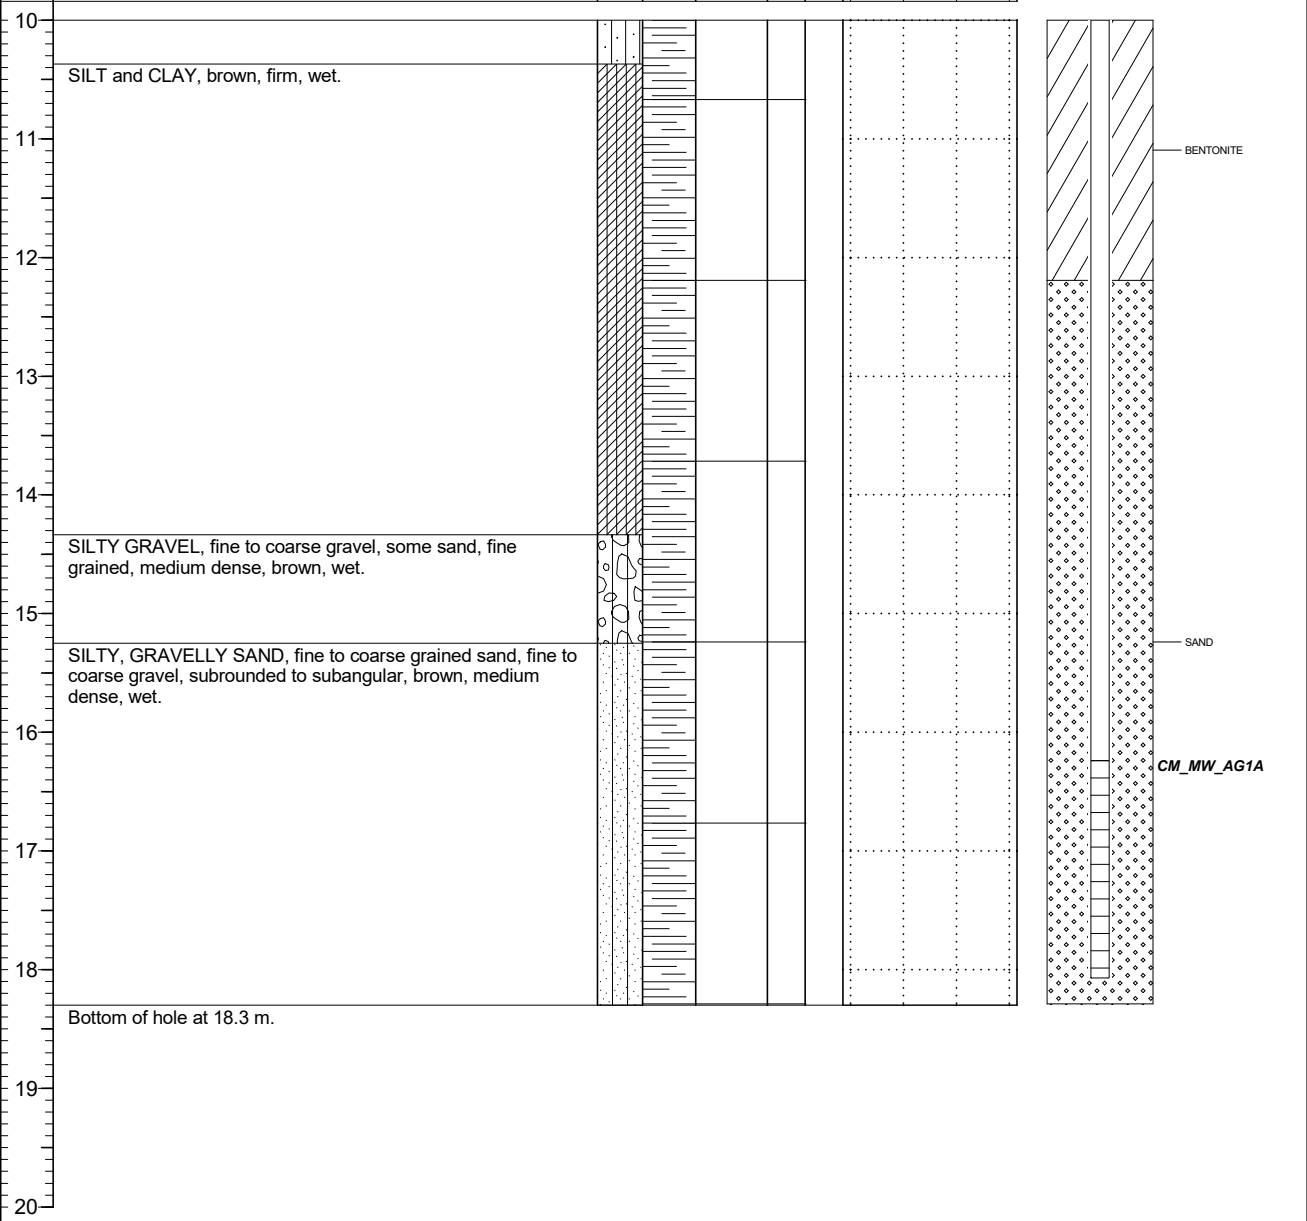 10
SILT and CLAY, brown, firm, wet.
11
BENTONITE
12
13
14
SILTY GRAVEL, fine to coarse gravel, some sand, fine
grained, medium dense, brown, wet.
15
SAND
SILTY, GRAVELLY SAND, fine to coarse grained sand, fine to
coarse gravel, subrounded to subangular, brown, medium
dense, wet.
16
CM_MW_AG1A
17
18
Bottom of hole at 18.3 m.
19
20